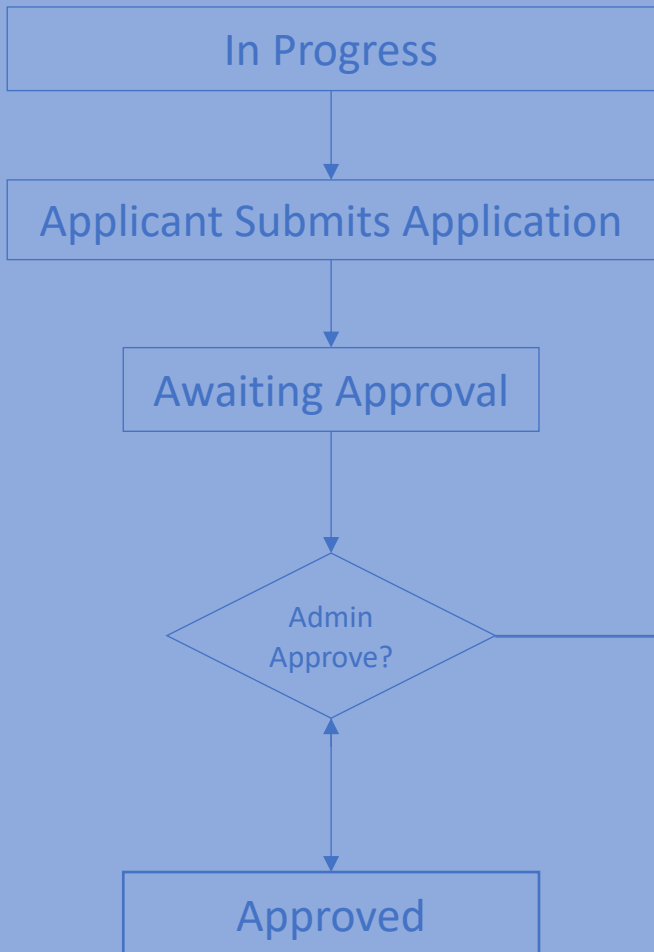 In Progress
Applicant Submits Application
Awaiting Approval
Admin
Approve?
Approved